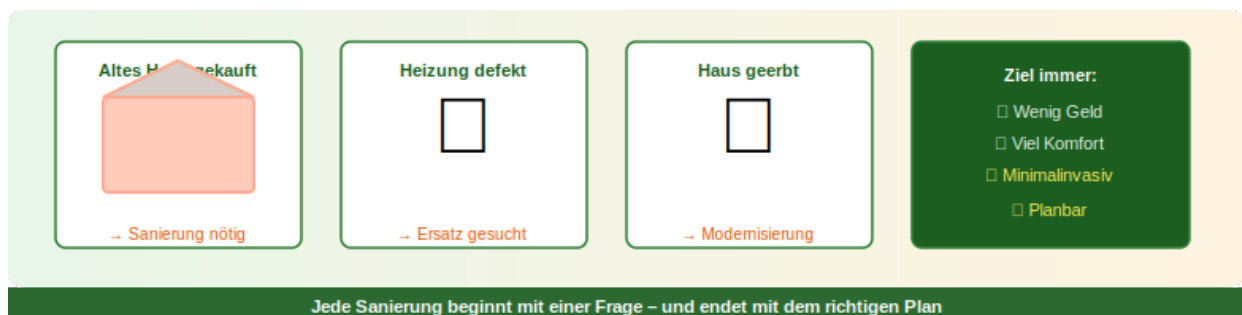 Altes H gekauft
→ Sanierung nötig
Heizung defekt
→ Ersatz gesucht
Haus geerbt
→ Modernisierung
Ziel immer:
Wenig Geld
Viel Komfort
Minimalinvasiv
Planbar
Jede Sanierung beginnt mit einer Frage – und endet mit dem richtigen Plan